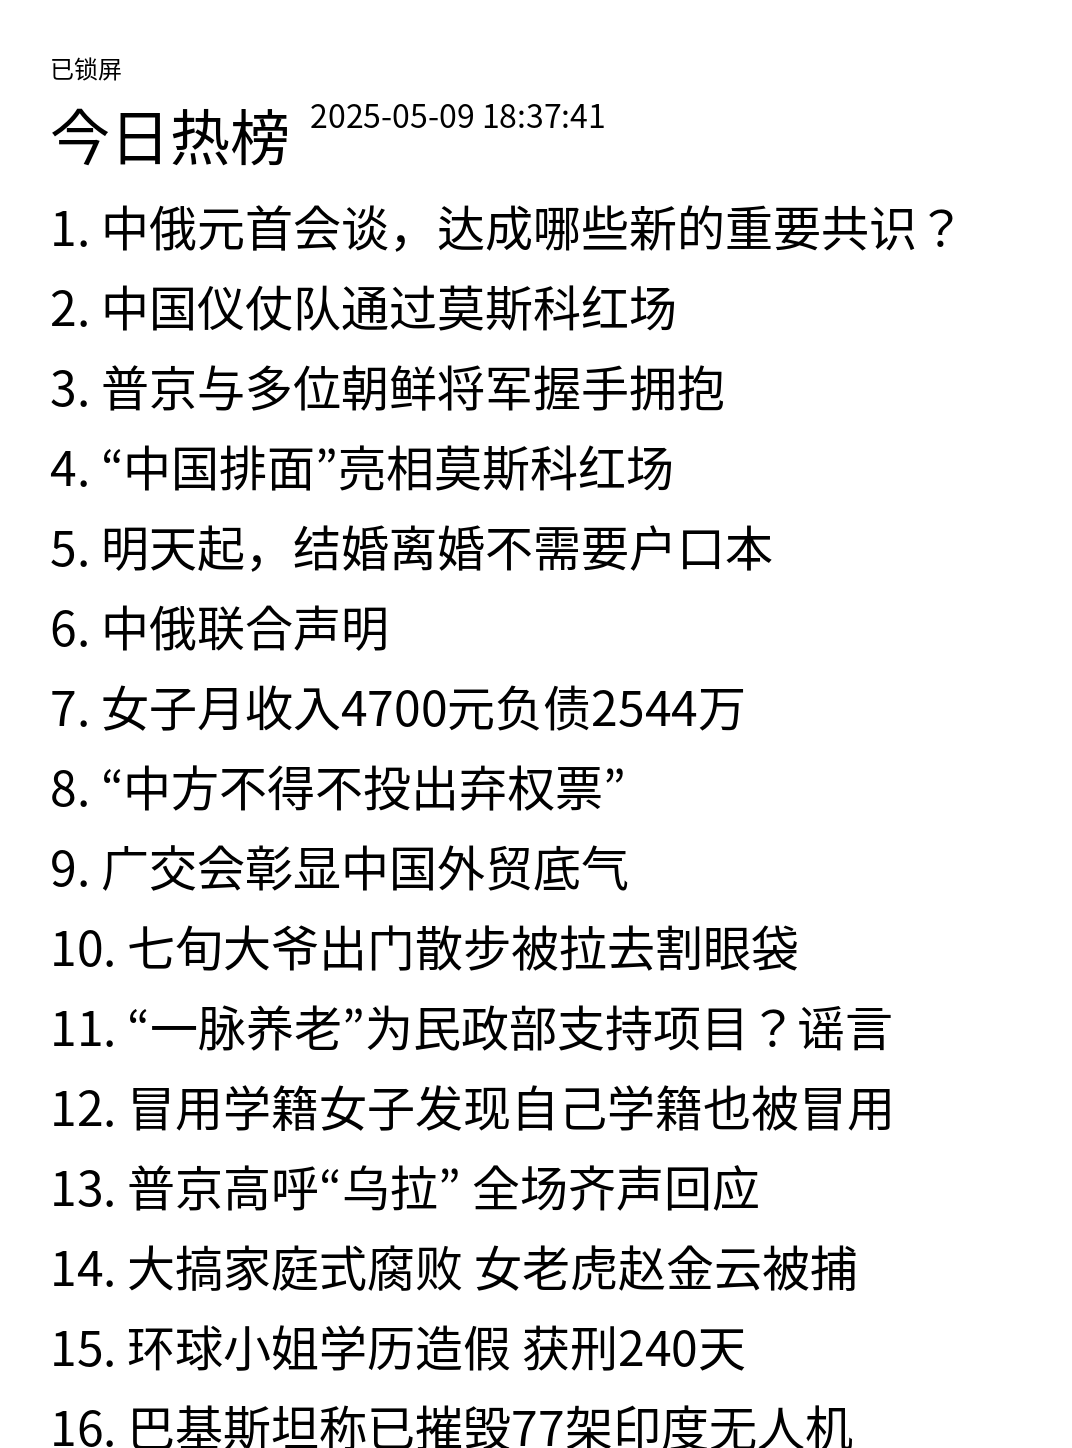 已锁屏
今日热榜 2025-05-09 18:37:41
1. 中俄元首会谈，达成哪些新的重要共识？
2. 中国仪仗队通过莫斯科红场
3. 普京与多位朝鲜将军握手拥抱
4. “中国排面”亮相莫斯科红场
5. 明天起，结婚离婚不需要户口本
6. 中俄联合声明
7. 女子月收入4700元负债2544万
8. “中方不得不投出弃权票”
9. 广交会彰显中国外贸底气
10. 七旬大爷出门散步被拉去割眼袋
11. “一脉养老”为民政部支持项目？谣言
12. 冒用学籍女子发现自己学籍也被冒用
13. 普京高呼“乌拉” 全场齐声回应
14. 大搞家庭式腐败 女老虎赵金云被捕
15. 环球小姐学历造假 获刑240天
16. 巴基斯坦称已摧毁77架印度无人机